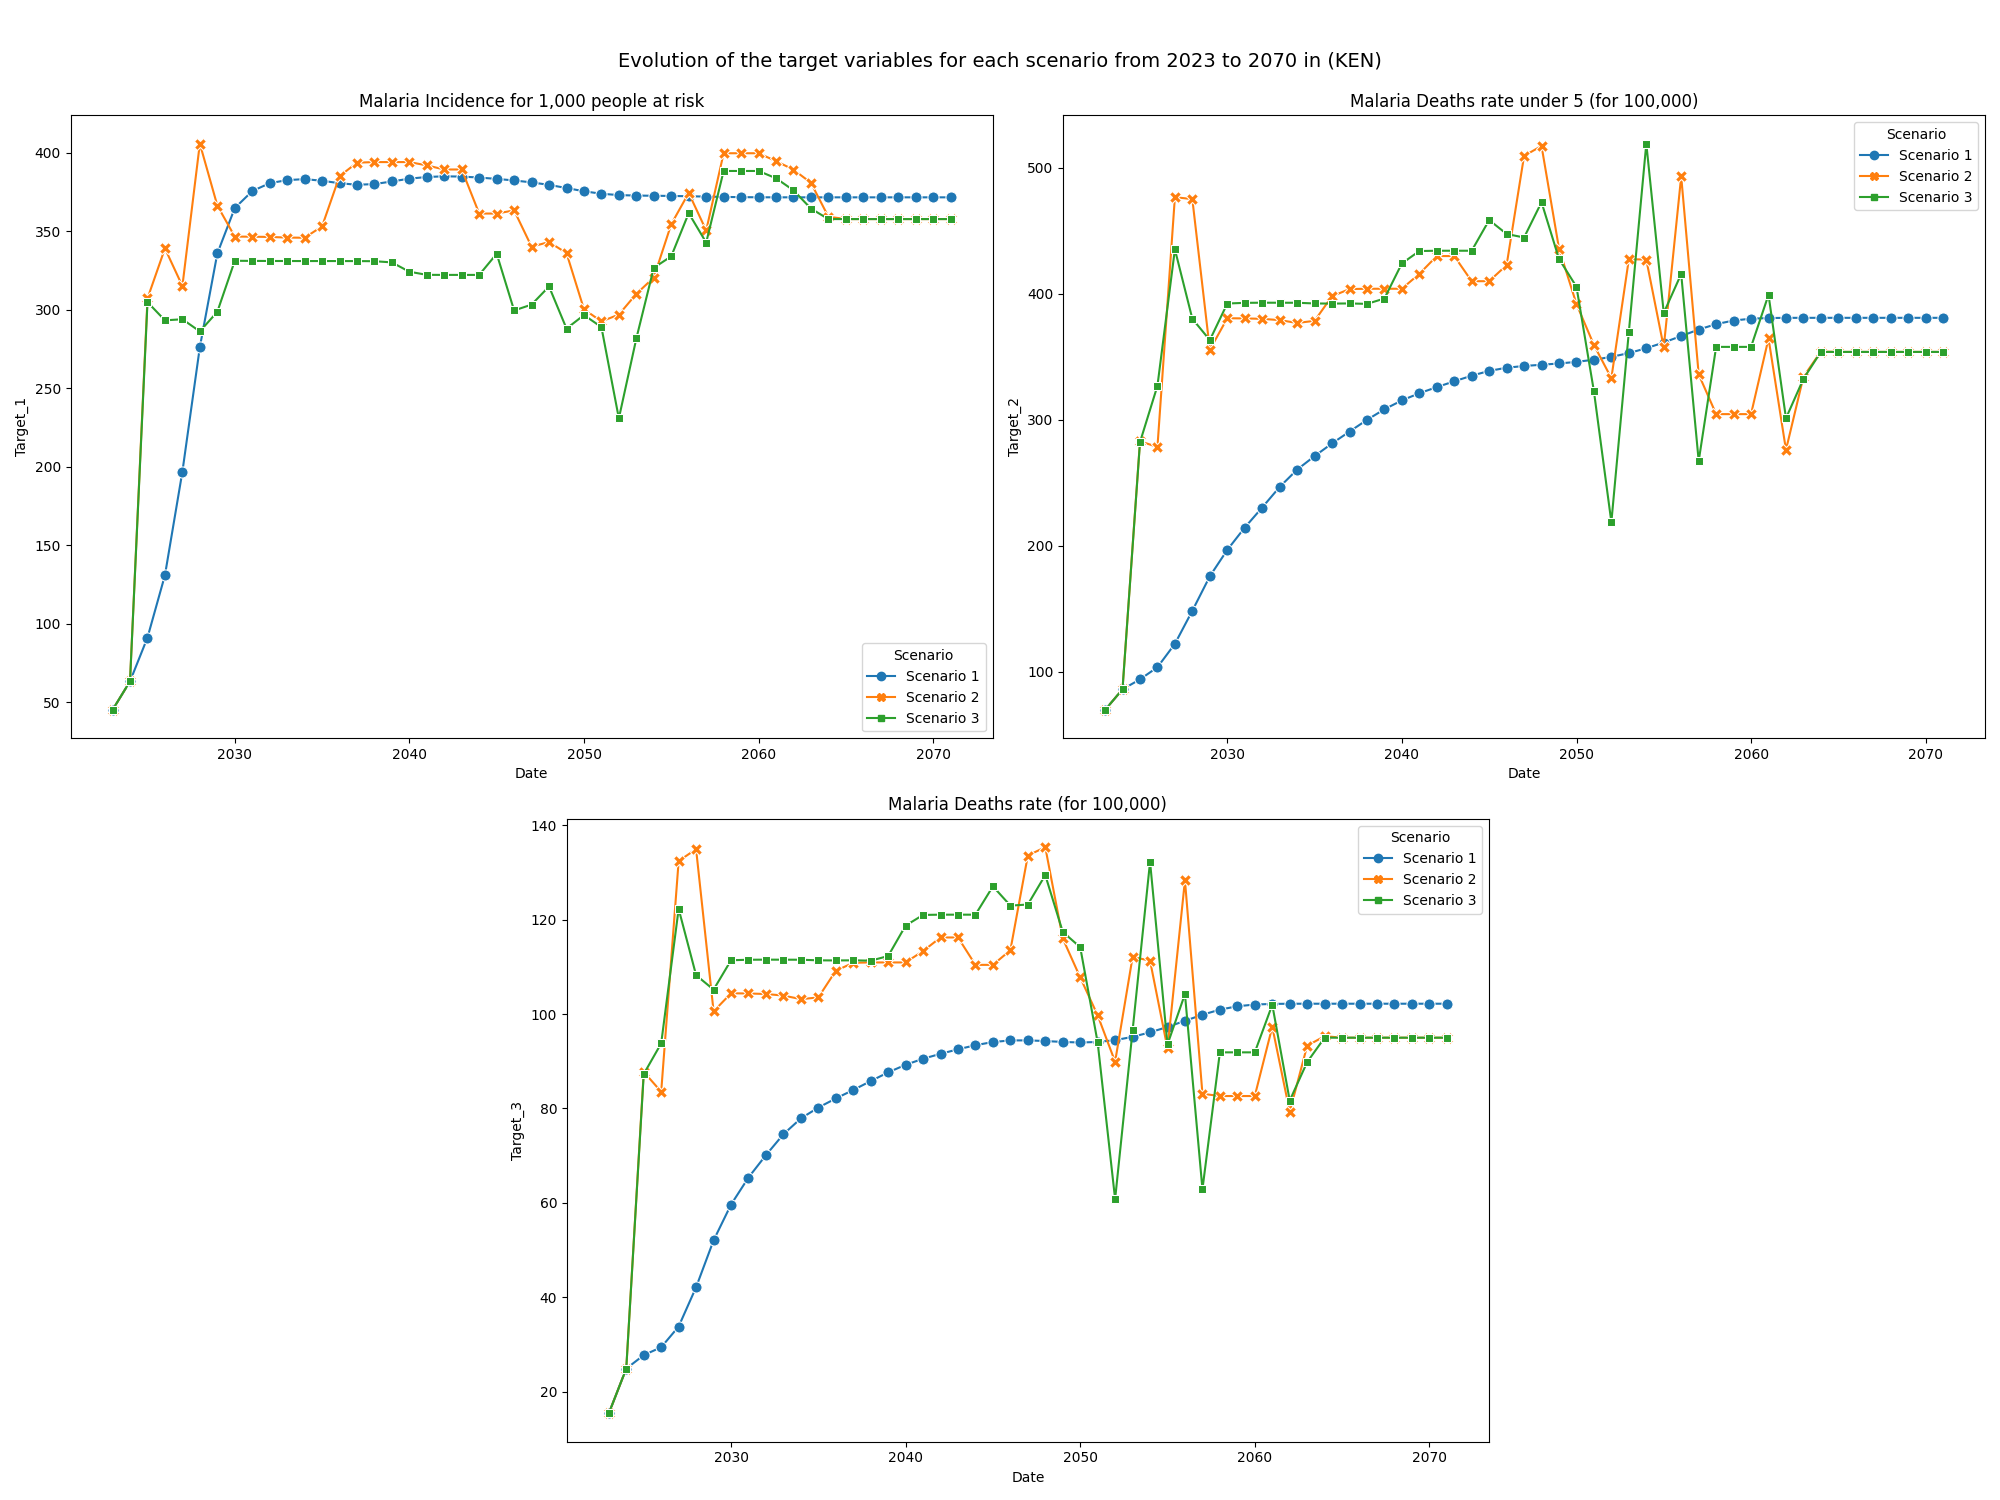 Evolution of the target variables for each scenario from 2023 to 2070 in (KEN)
Malaria Incidence for 1,000 people at risk
400
350
300
250
200
150
100
50
Target_1
2030 2040 2050 2060 2070
Date
Scenario
Scenario 1
Scenario 2
Scenario 3
Malaria Deaths rate under 5 (for 100,000)
500
400
300
200
100
Target_2
2030 2040 2050 2060 2070
Date
Scenario
Scenario 1
Scenario 2
Scenario 3
Malaria Deaths rate (for 100,000)
140
120
100
80
60
40
20
Target_3
2030 2040 2050 2060 2070
Date
Scenario
Scenario 1
Scenario 2
Scenario 3